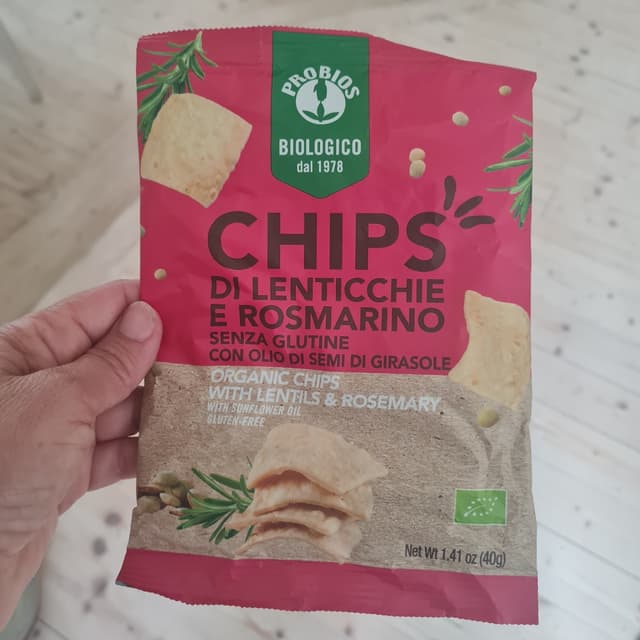 PROBIOS
BIOLOGICO
dal 1978
CHIPS
DI LENTICCHIE
E ROSMARINO
SENZA GLUTINE
CON OLIO DI SEMI DI GIRASOLE
ORGANIC CHIPS
WITH LENTILS & ROSEMARY
WITH SUNFLOWER OIL
GLUTEN-FREE
Net Wt 1,41 oz (40g)